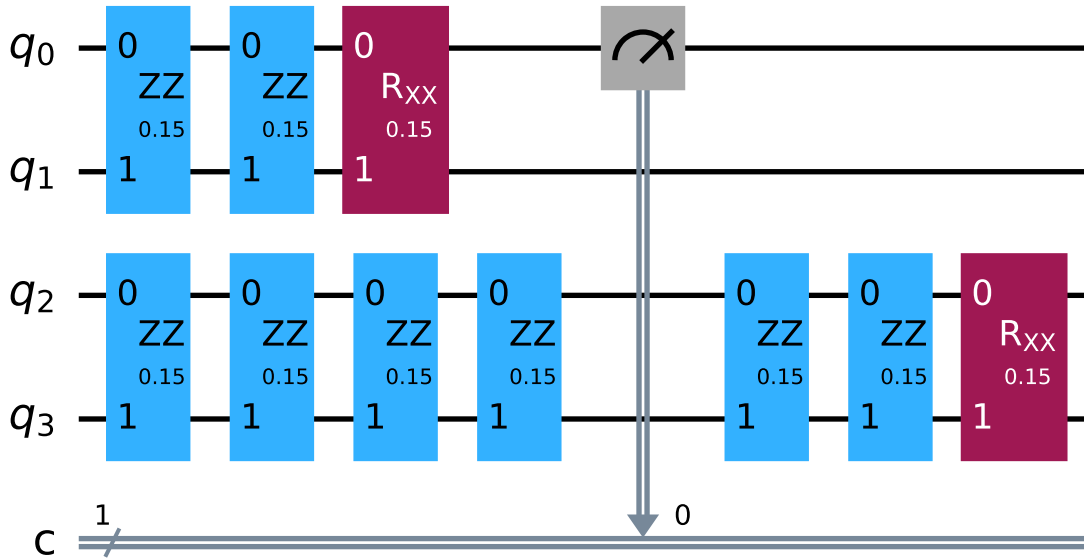 q0 0 0 0
ZZ ZZ RXX
0.15 0.15 0.15
q1 1 1 1
q2 0 0 0 0 0 0 0
ZZ ZZ ZZ ZZ ZZ ZZ RXX
0.15 0.15 0.15 0.15 0.15 0.15 0.15
q3 1 1 1 1 1 1 1
1 0
c